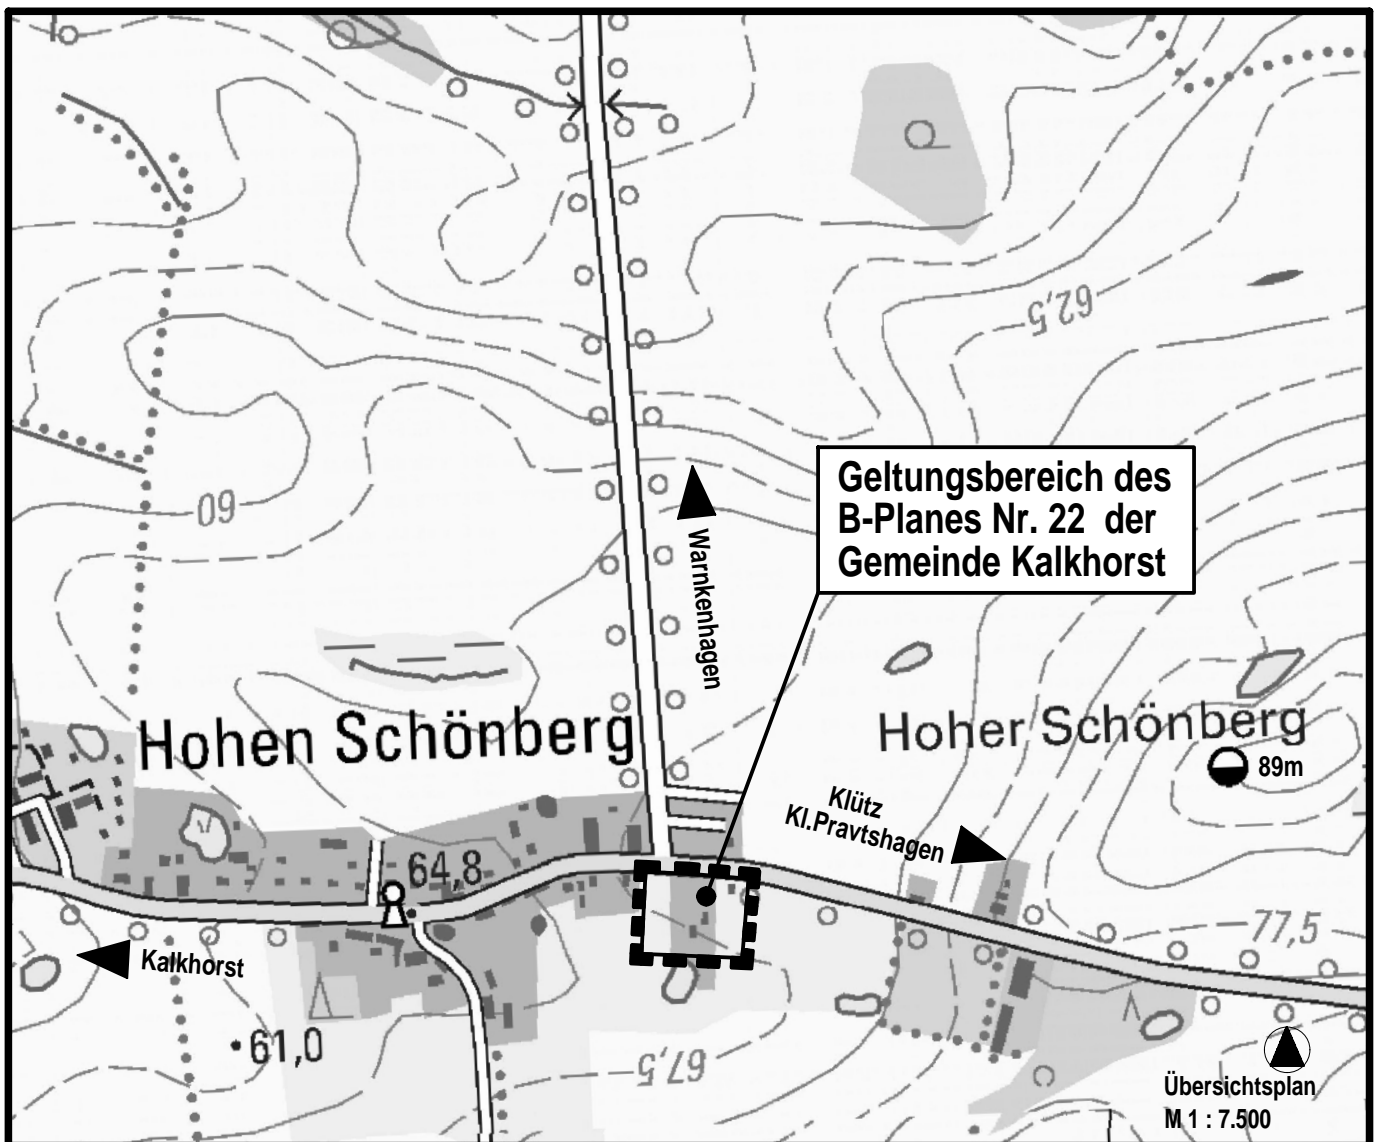 62,5
60
Geltungsbereich des
B-Planes Nr. 22 der
Gemeinde Kalkhorst
Warnkenhagen
Hohen Schönberg
Hoher Schönberg
89m
Klütz
Kl.Pravtshagen
64,8
77,5
Kalkhorst
61,0
67,5
Übersichtsplan
M 1 : 7.500